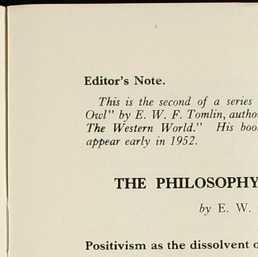 Editor's Note.
This is the second of a series
Owl" by E. W. F. Tomlin, autho
The Western World." His boo
appear early in 1952.
THE PHILOSOPHY
by E. W.
Positivism as the dissolvent o